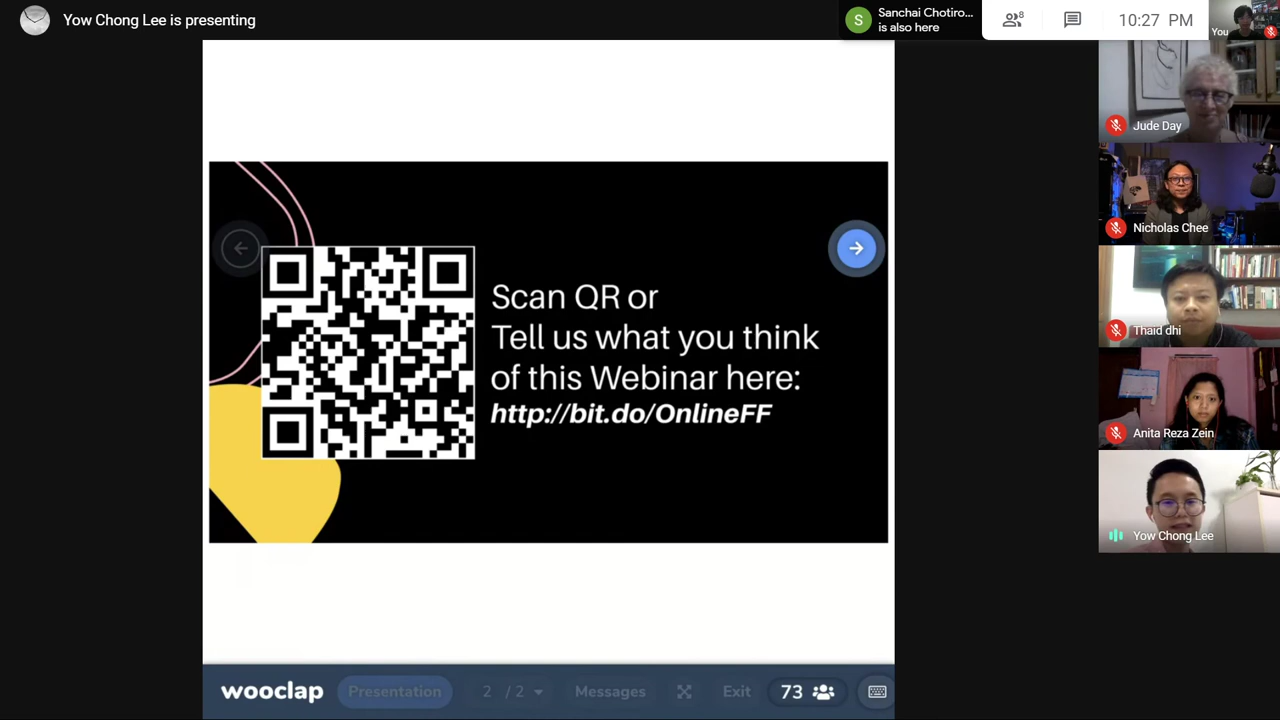 Yow Chong Lee is presenting
S
Sanchai Chotiro...
is also here
8
10:27 PM
You
Jude Day
Nicholas Chee
Thaid dhi
Anita Reza Zein
Yow Chong Lee
Scan QR or
Tell us what you think
of this Webinar here:
http://bit.do/OnlineFF
wooclap
Presentation
2 / 2
Messages
Exit
73